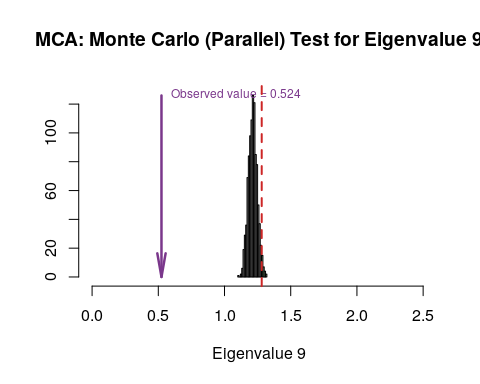 MCA: Monte Carlo (Parallel) Test for Eigenvalue 9
Observed value = 0.524
100
60
20
0
0.0 0.5 1.0 1.5 2.0 2.5
Eigenvalue 9